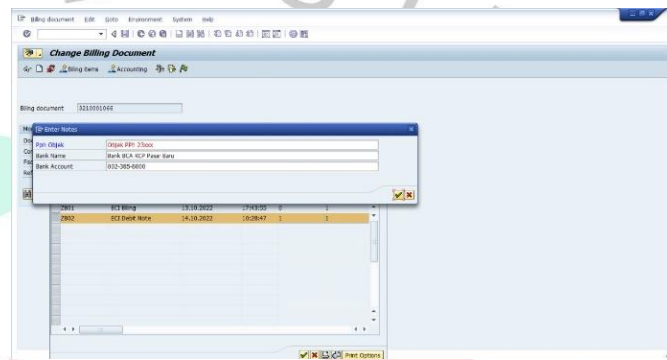 Billing document Edit Goto Environment System Help
Change Billing Document
Billing items Accounting
Billing document 3210001066
Enter Notes
Pph Objek Objek PPh 23xxx
Bank Name Bank BCA KCP Pasar Baru
Bank Account 002-385-6800
ZB01 ECI Billing 13.10.2022 17:43:55 0 1
ZB02 ECI Debit Note 14.10.2022 10:28:47 1 1
Print Options